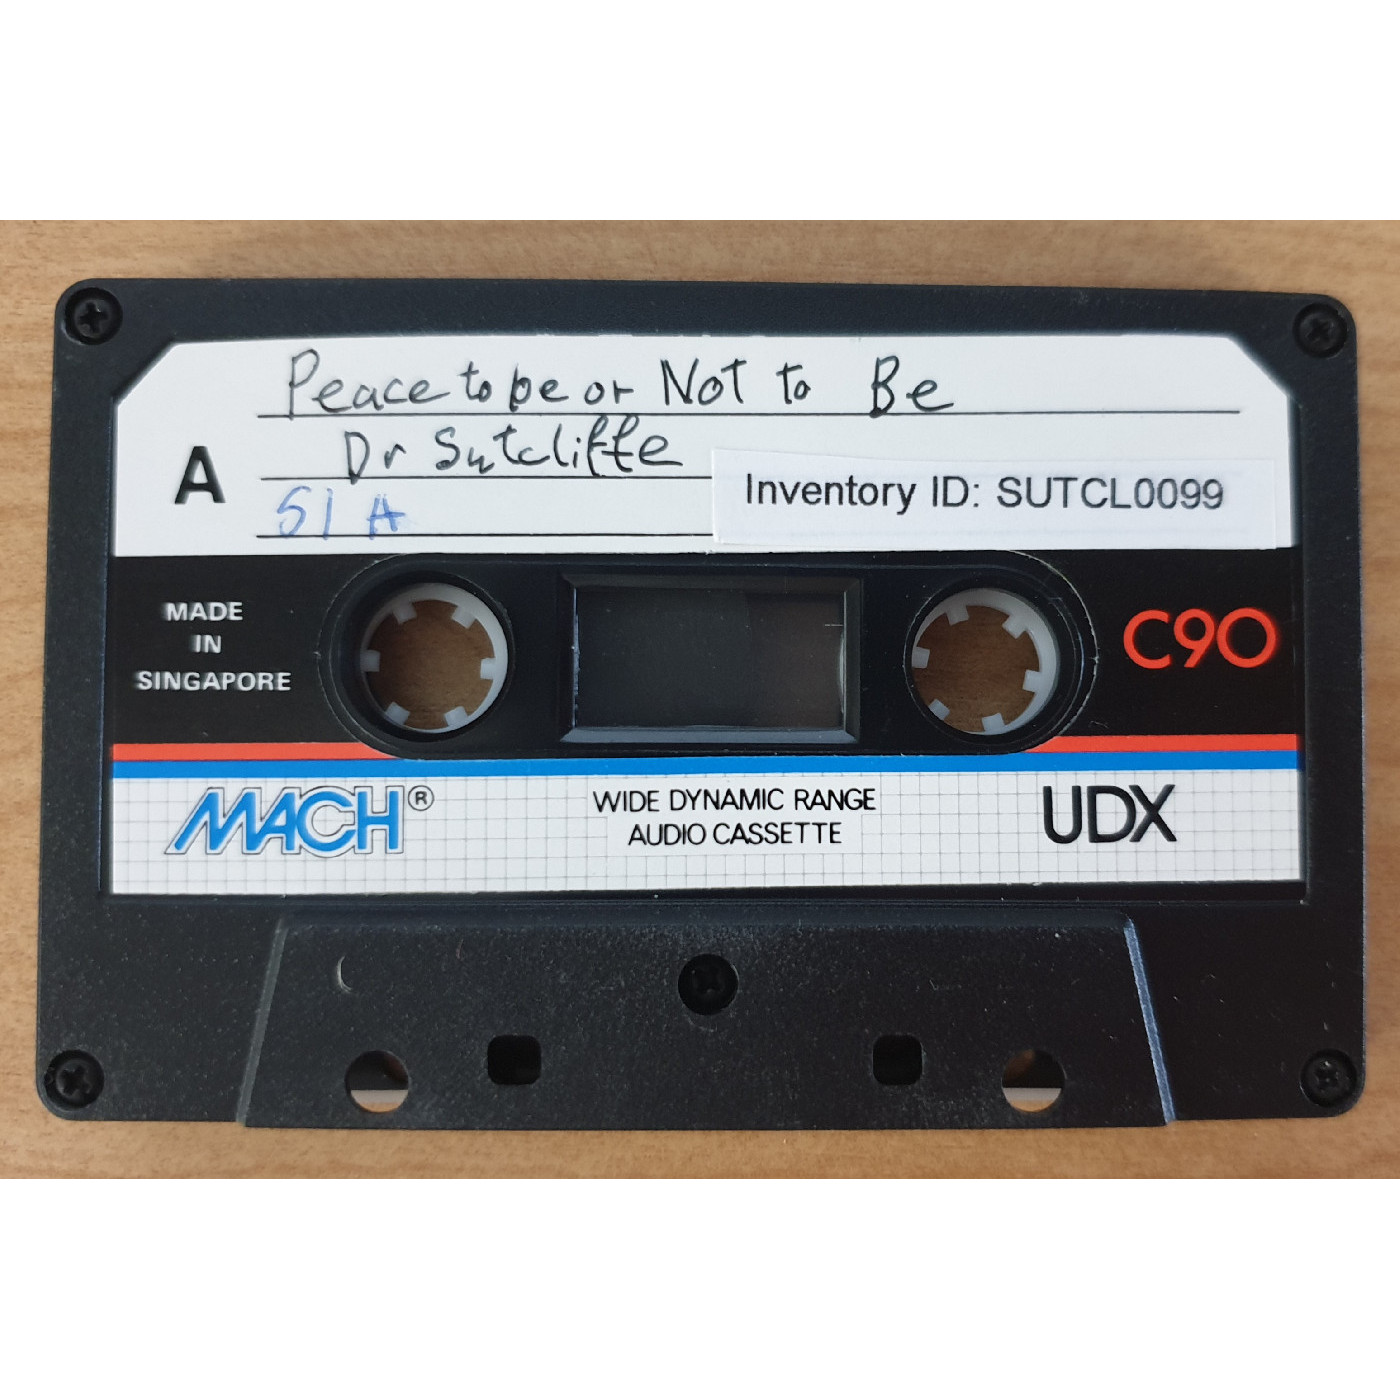 Peace to be or Not to Be
Dr Sutcliffe
A
51 A
Inventory ID: SUTCL0099
MADE
IN
SINGAPORE
C90
MACH®
WIDE DYNAMIC RANGE
AUDIO CASSETTE
UDX